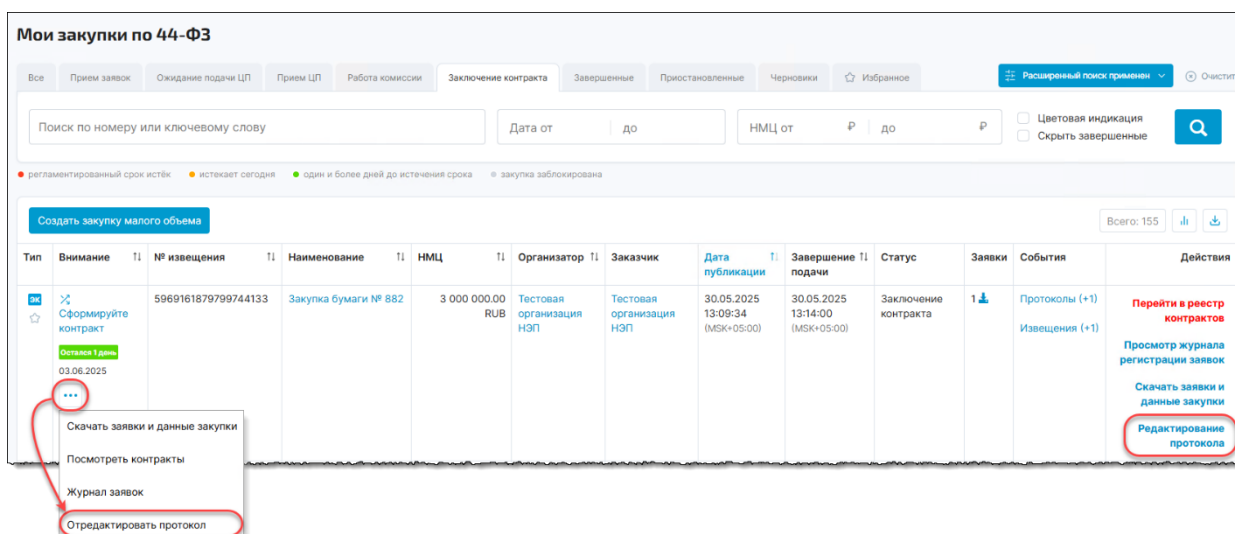 Мои закупки по 44-ФЗ
Все Прием заявок Ожидание подачи ЦП Прием ЦП Работа комиссии Заключение контракта Завершенные Приостановленные Черновики Избранное Расширенный поиск применен Очистит
Поиск по номеру или ключевому слову Дата от до НМЦ от ₽ до ₽
Цветовая индикация
Скрыть завершенные
регламентированный срок истёк истекает сегодня один и более дней до истечения срока закупка заблокирована
Создать закупку малого объема Всего: 155
Тип Внимание № извещения Наименование НМЦ Организатор Заказчик Дата публикации Завершение подачи Статус Заявки События Действия
ЭК
Сформируйте
контракт
Остался 1 день
03.06.2025
...
5969161879799744133
Закупка бумаги № 882
3 000 000.00
RUB
Тестовая
организация
НЭП
Тестовая
организация
НЭП
30.05.2025
13:09:34
(MSK+05:00)
30.05.2025
13:14:00
(MSK+05:00)
Заключение
контракта
1
Протоколы (+1)
Извещения (+1)
Перейти в реестр
контрактов
Просмотр журнала
регистрации заявок
Скачать заявки и
данные закупки
Редактирование
протокола
Скачать заявки и данные закупки
Посмотреть контракты
Журнал заявок
Отредактировать протокол